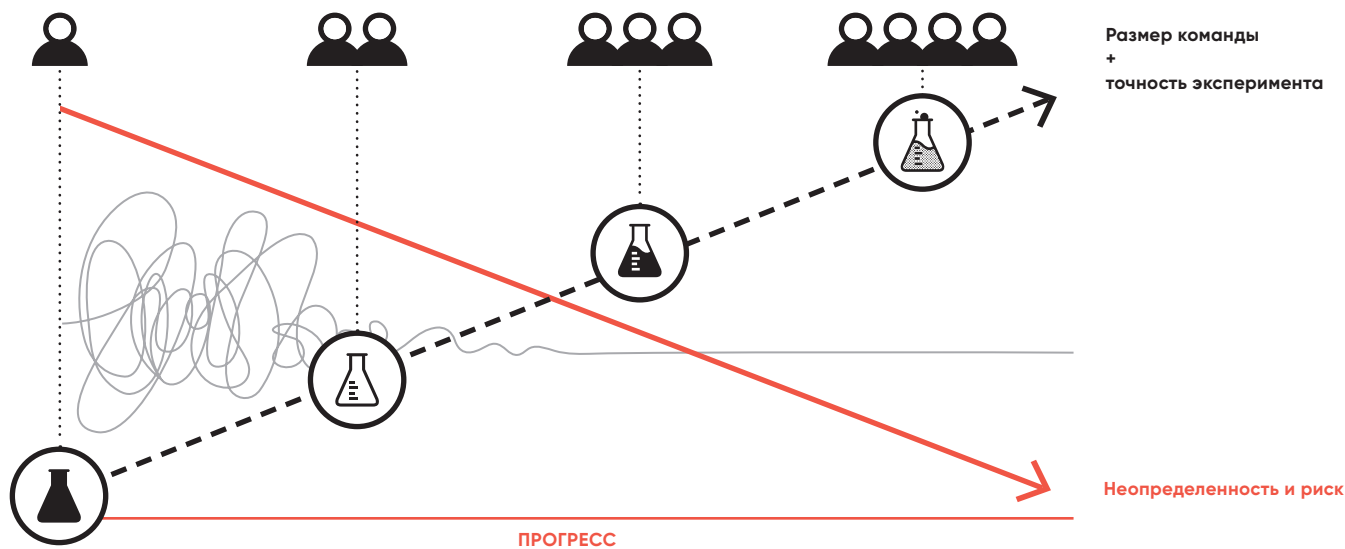 Размер команды
+
точность эксперимента
Неопределенность и риск
ПРОГРЕСС